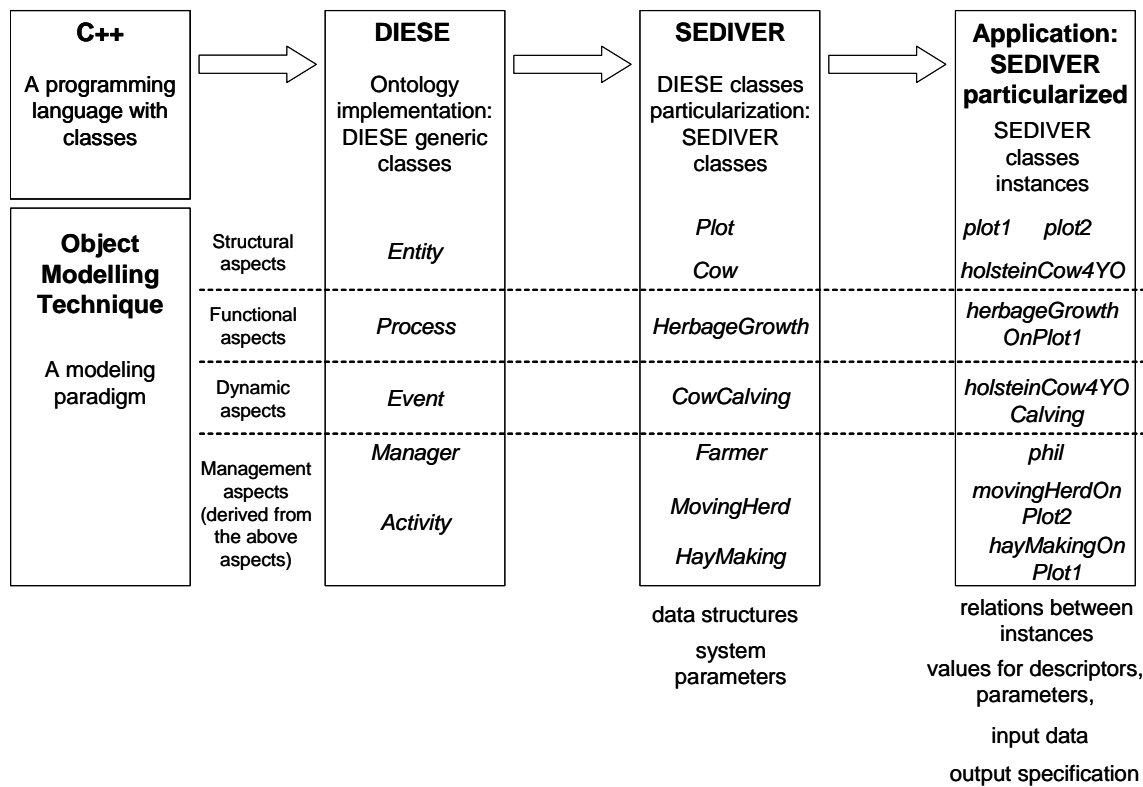 C++
A programming
language with
classes
Object
Modelling
Technique
A modeling
paradigm
Structural
aspects
Functional
aspects
Dynamic
aspects
Management
aspects
(derived from
the above
aspects)
DIESE
Ontology
implementation:
DIESE generic
classes
Entity
Process
Event
Manager
Activity
SEDIVER
DIESE classes
particularization:
SEDIVER
classes
Plot
Cow
HerbageGrowth
CowCalving
Farmer
MovingHerd
HayMaking
data structures
system
parameters
Application:
SEDIVER
particularized
SEDIVER
classes
instances
plot1 plot2
holsteinCow4YO
herbageGrowth
OnPlot1
holsteinCow4YO
Calving
phil
movingHerdOn
Plot2
hayMakingOn
Plot1
relations between
instances
values for descriptors,
parameters,
input data
output specification